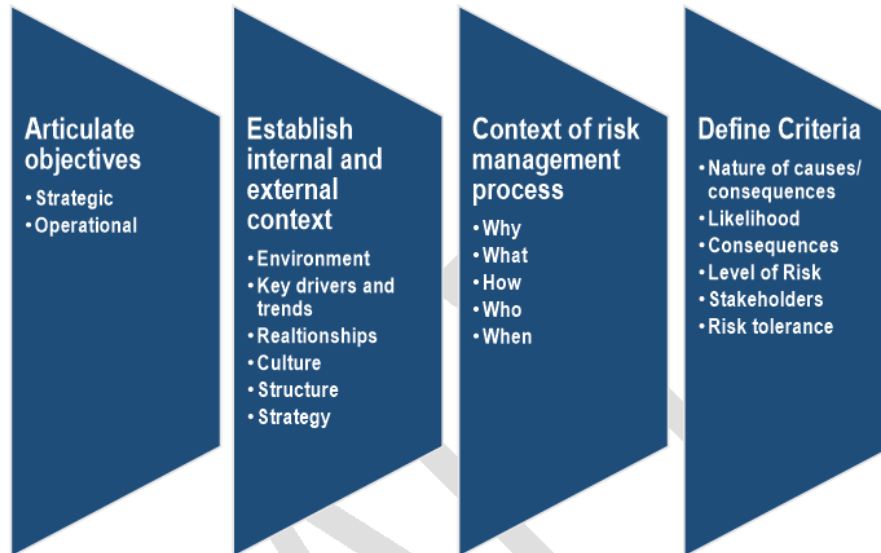 Articulate
objectives
• Strategic
• Operational
Establish
internal and
external
context
• Environment
• Key drivers and
trends
• Realtionships
• Culture
• Structure
• Strategy
Context of risk
management
process
• Why
• What
• How
• Who
• When
Define Criteria
• Nature of causes/
consequences
• Likelihood
• Consequences
• Level of Risk
• Stakeholders
• Risk tolerance